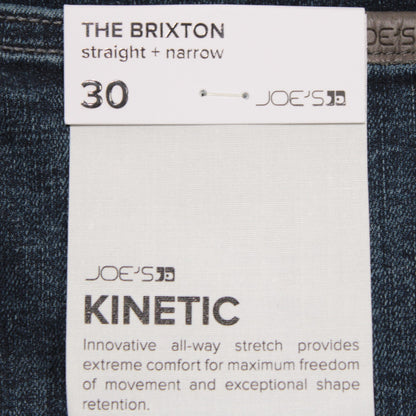 THE BRIXTON
straight + narrow
30
JOE'S
JOE'S
JOE'S
KINETIC
Innovative all-way stretch provides
extreme comfort for maximum freedom
of movement and exceptional shape
retention.